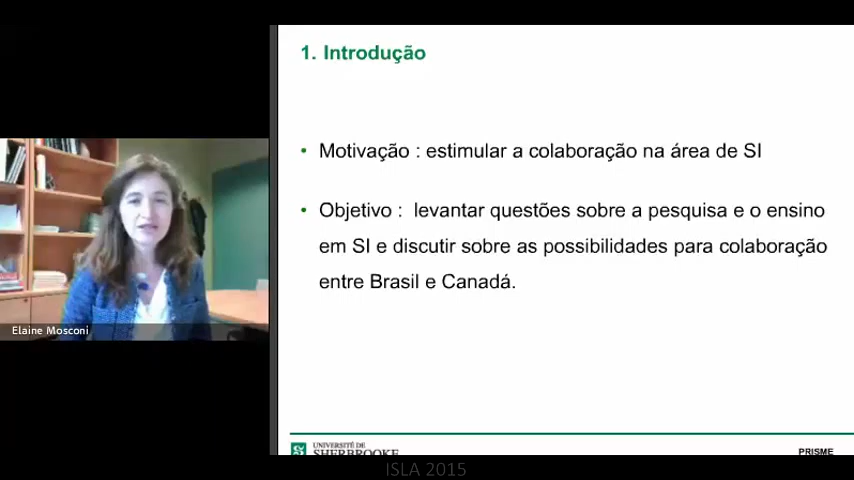 1. Introdução
• Motivação : estimular a colaboração na área de SI
• Objetivo : levantar questões sobre a pesquisa e o ensino
em SI e discutir sobre as possibilidades para colaboração
entre Brasil e Canadá.
Elaine Mosconi
UNIVERSITÉ DE
SHERBROOKE
PRISME
ISLA 2015